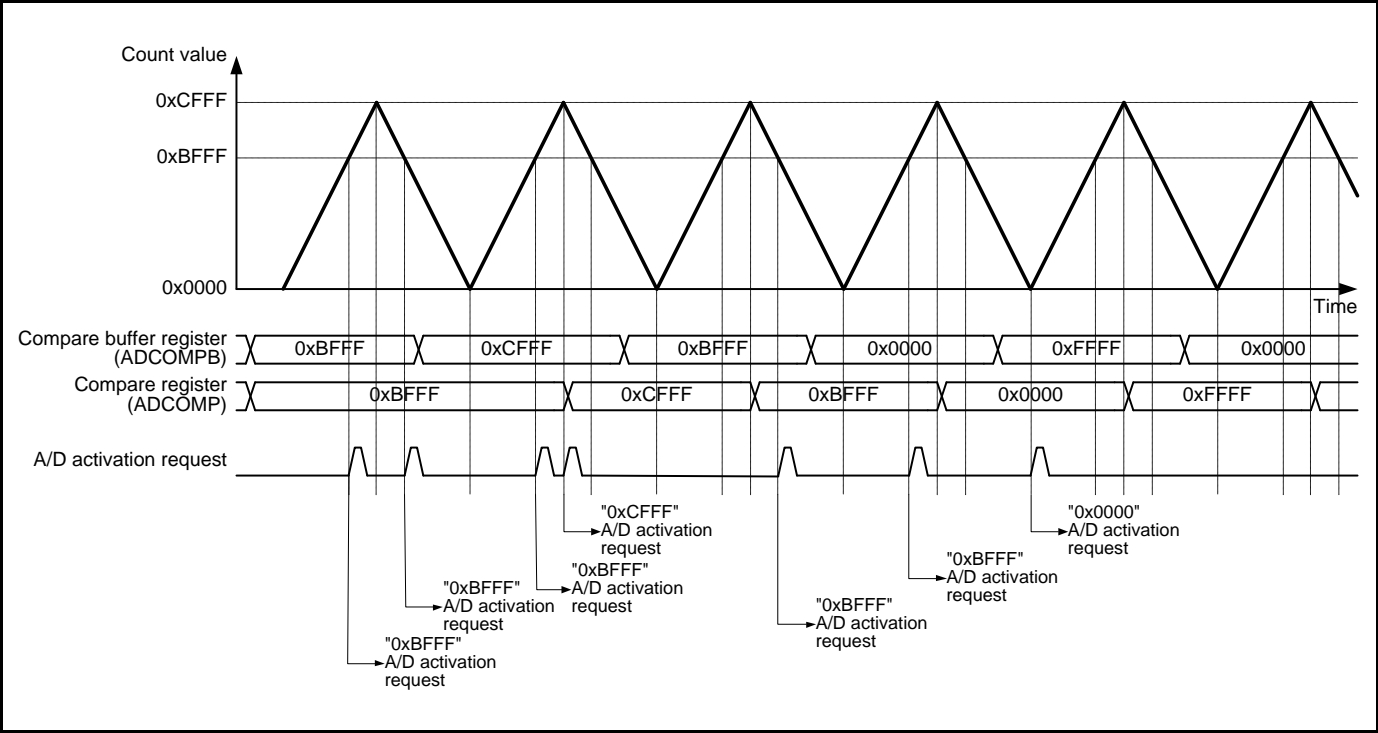 Count value
0xCFFF
0xBFFF
0x0000
Time
Compare buffer register
(ADCOMPB)
0xBFFF
0xCFFF
0xBFFF
0x0000
0xFFFF
0x0000
Compare register
(ADCOMP)
0xBFFF
0xCFFF
0xBFFF
0x0000
0xFFFF
A/D activation request
"0xCFFF"
A/D activation
request
"0x0000"
A/D activation
request
"0xBFFF"
A/D activation
request
"0xBFFF"
A/D activation
request
"0xBFFF"
A/D activation
request
"0xBFFF"
A/D activation
request
"0xBFFF"
A/D activation
request